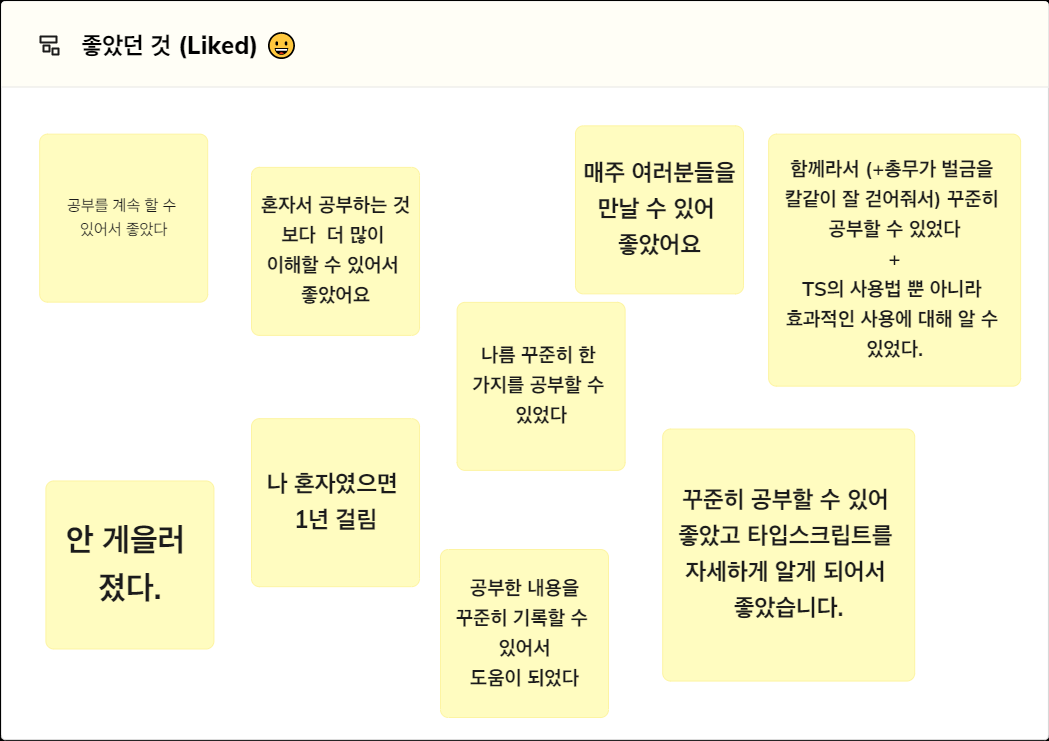 좋았던 것 (Liked) 😀
공부를 계속 할 수
있어서 좋았다
혼자서 공부하는 것
보다 더 많이
이해할 수 있어서
좋았어요
매주 여러분들을
만날 수 있어
좋았어요
함께라서 (+총무가 벌금을
칼같이 잘 걷어줘서) 꾸준히
공부할 수 있었다
+
TS의 사용법 뿐 아니라
효과적인 사용에 대해 알 수
있었다.
나름 꾸준히 한
가지를 공부할 수
있었다
안 게을러
졌다.
나 혼자였으면
1년 걸림
공부한 내용을
꾸준히 기록할 수
있어서
도움이 되었다
꾸준히 공부할 수 있어
좋았고 타입스크립트를
자세하게 알게 되어서
좋았습니다.